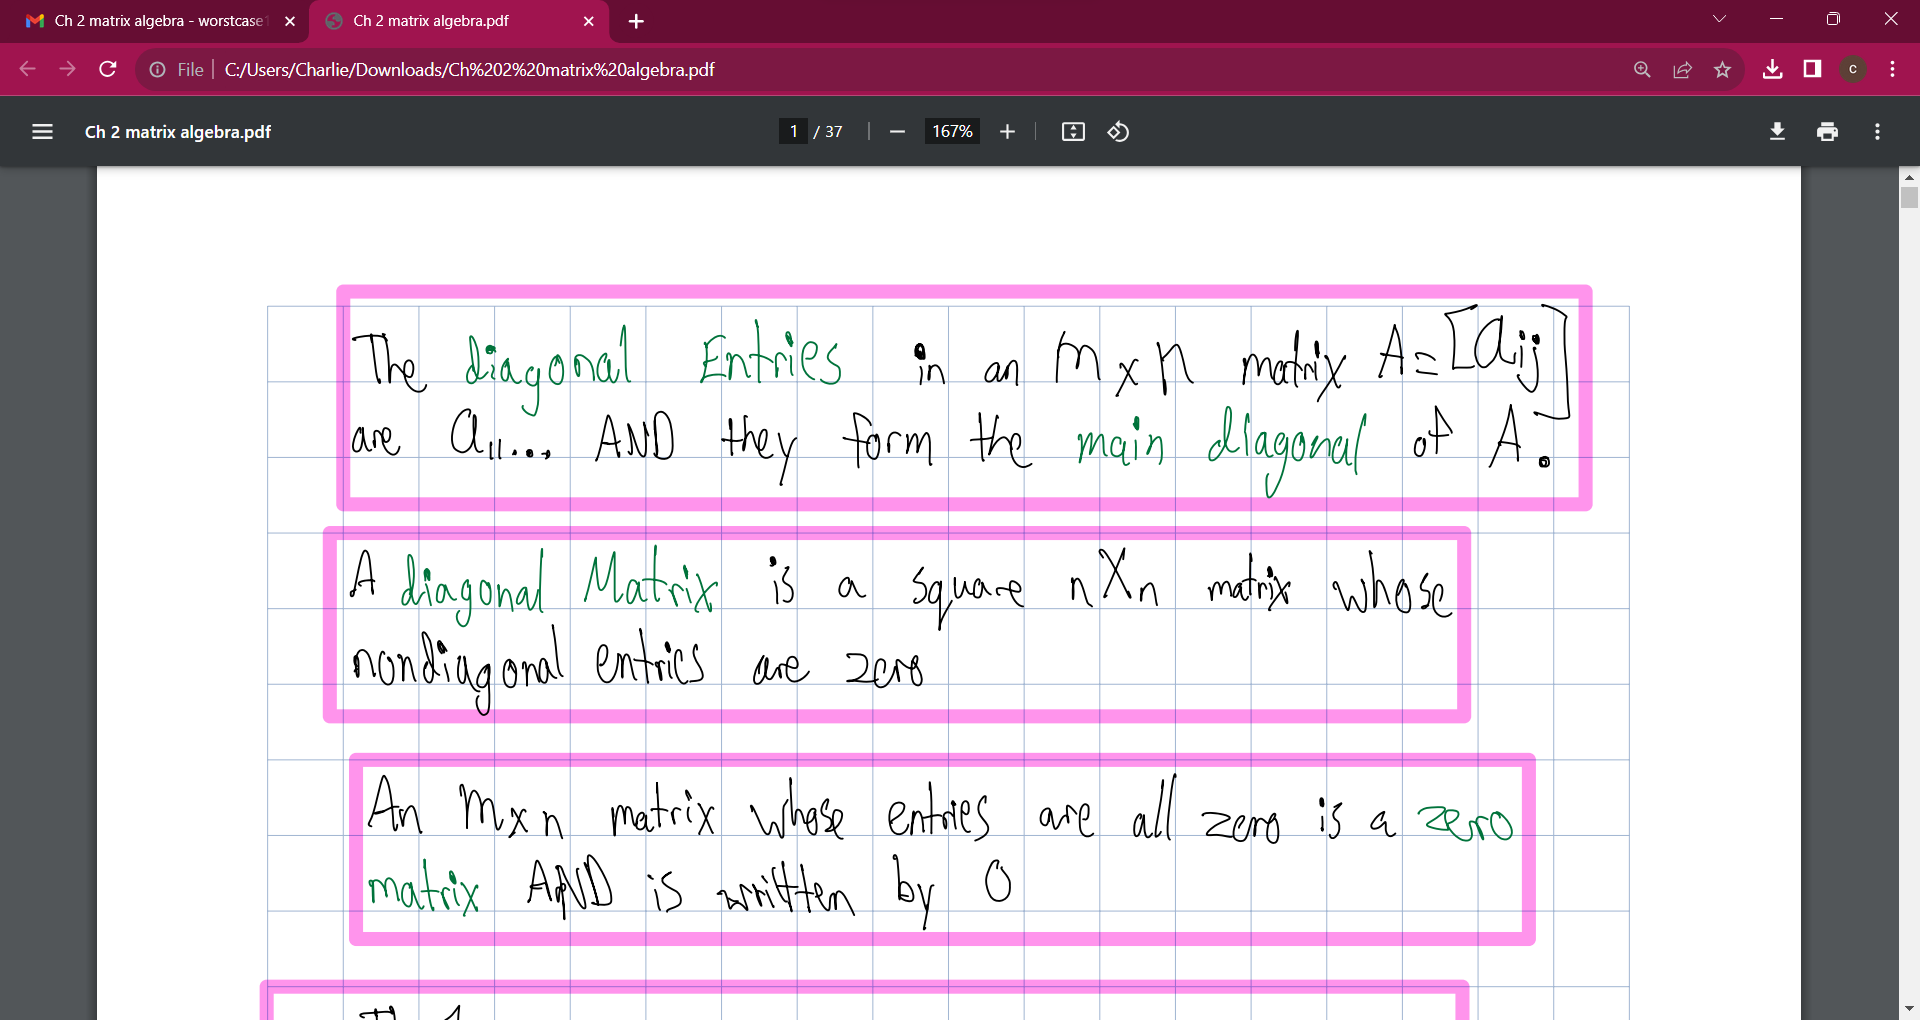 Ch 2 matrix algebra - worstcase1
Ch 2 matrix algebra.pdf
File
C:/Users/Charlie/Downloads/Ch%202%20matrix%20algebra.pdf
c
Ch 2 matrix algebra.pdf
1 / 37
167%
The diagonal Entries in an m x n matrix A = [aij]
are a11... AND they form the main diagonal of A.
A diagonal Matrix is a square n X n matrix whose
nondiagonal entries are zero
An m x n matrix whose entries are all zero is a zero
matrix AND is written by 0